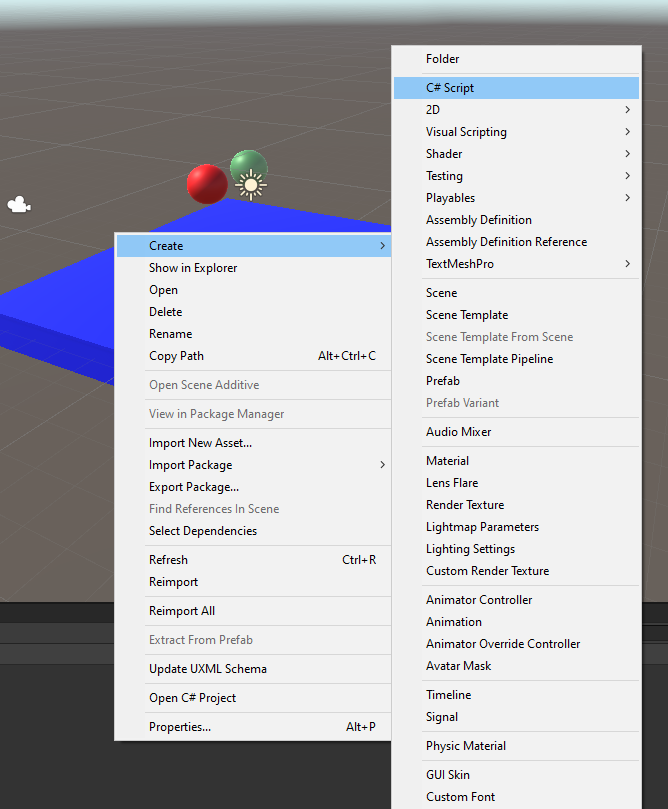 Create
Show in Explorer
Open
Delete
Rename
Copy Path Alt+Ctrl+C
Open Scene Additive
View in Package Manager
Import New Asset...
Import Package
Export Package...
Find References In Scene
Select Dependencies
Refresh Ctrl+R
Reimport
Reimport All
Extract From Prefab
Update UXML Schema
Open C# Project
Properties... Alt+P
Folder
C# Script
2D
Visual Scripting
Shader
Testing
Playables
Assembly Definition
Assembly Definition Reference
TextMeshPro
Scene
Scene Template
Scene Template From Scene
Scene Template Pipeline
Prefab
Prefab Variant
Audio Mixer
Material
Lens Flare
Render Texture
Lightmap Parameters
Lighting Settings
Custom Render Texture
Animator Controller
Animation
Animator Override Controller
Avatar Mask
Timeline
Signal
Physic Material
GUI Skin
Custom Font